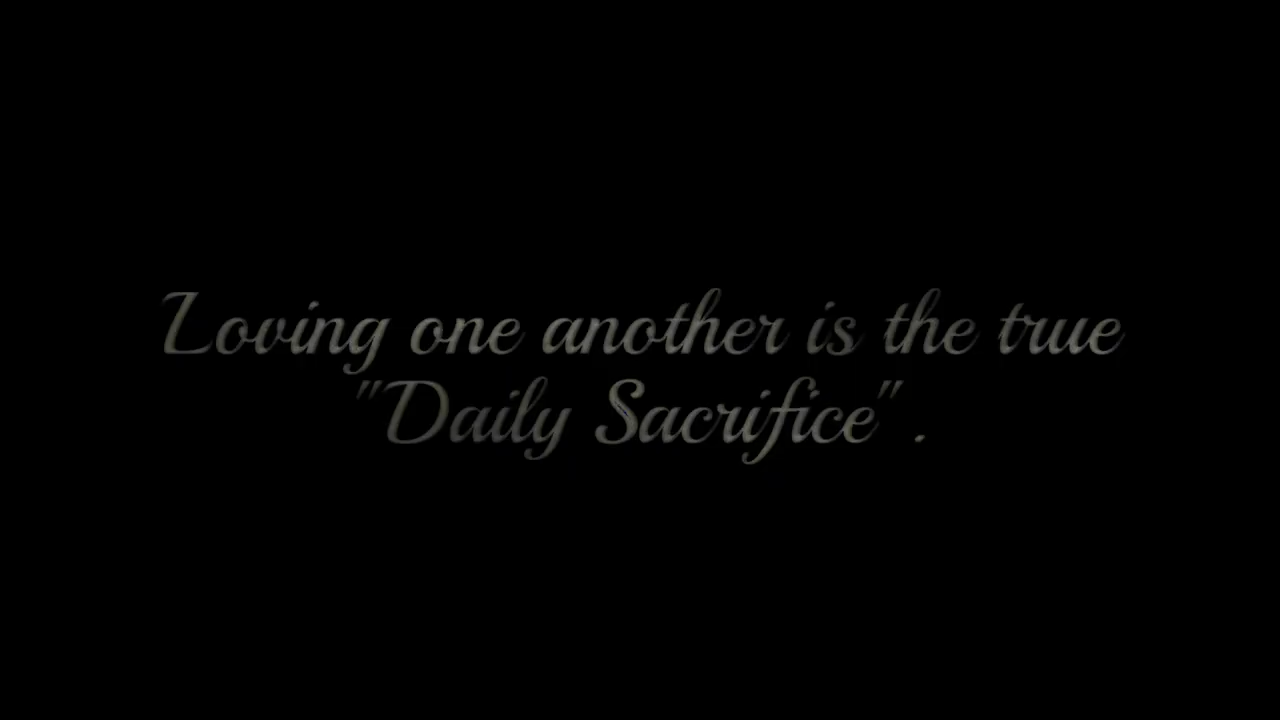 Loving one another is the true
"Daily Sacrifice" .